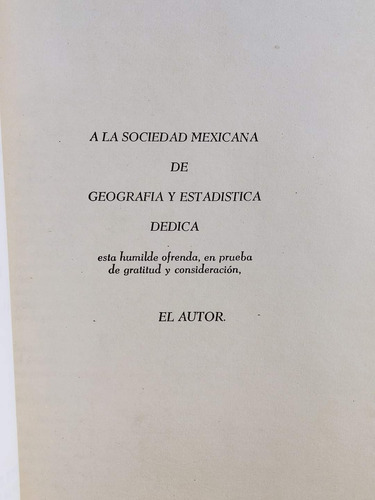 A LA SOCIEDAD MEXICANA
DE
GEOGRAFIA Y ESTADISTICA
DEDICA
esta humilde ofrenda, en prueba
de gratitud y consideración,
EL AUTOR.